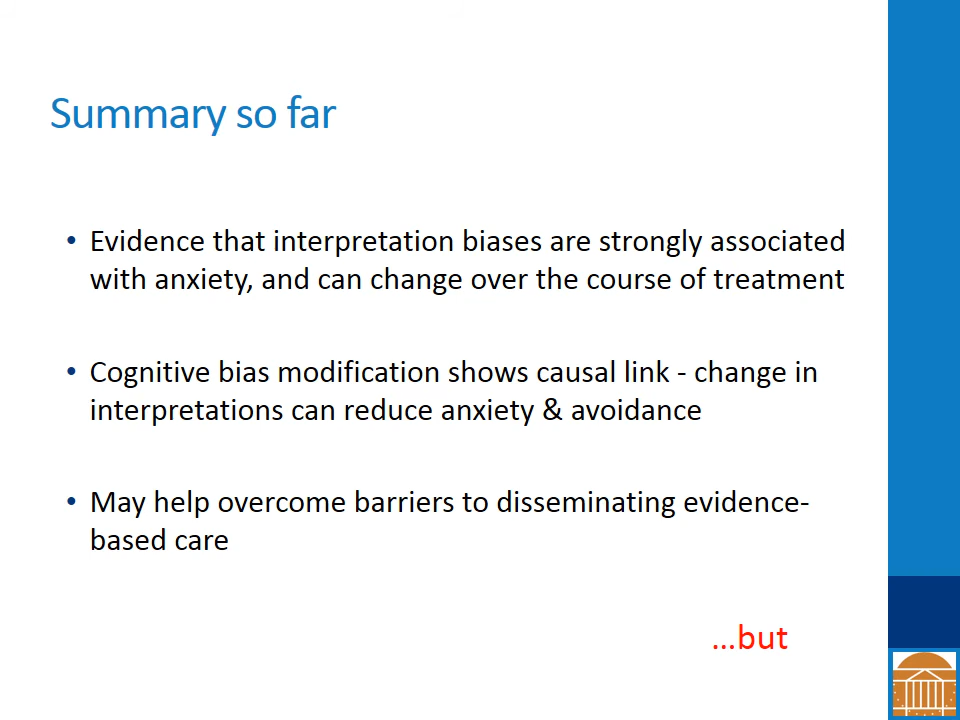 Summary so far
• Evidence that interpretation biases are strongly associated
with anxiety, and can change over the course of treatment
• Cognitive bias modification shows causal link - change in
interpretations can reduce anxiety & avoidance
• May help overcome barriers to disseminating evidence-
based care
...but